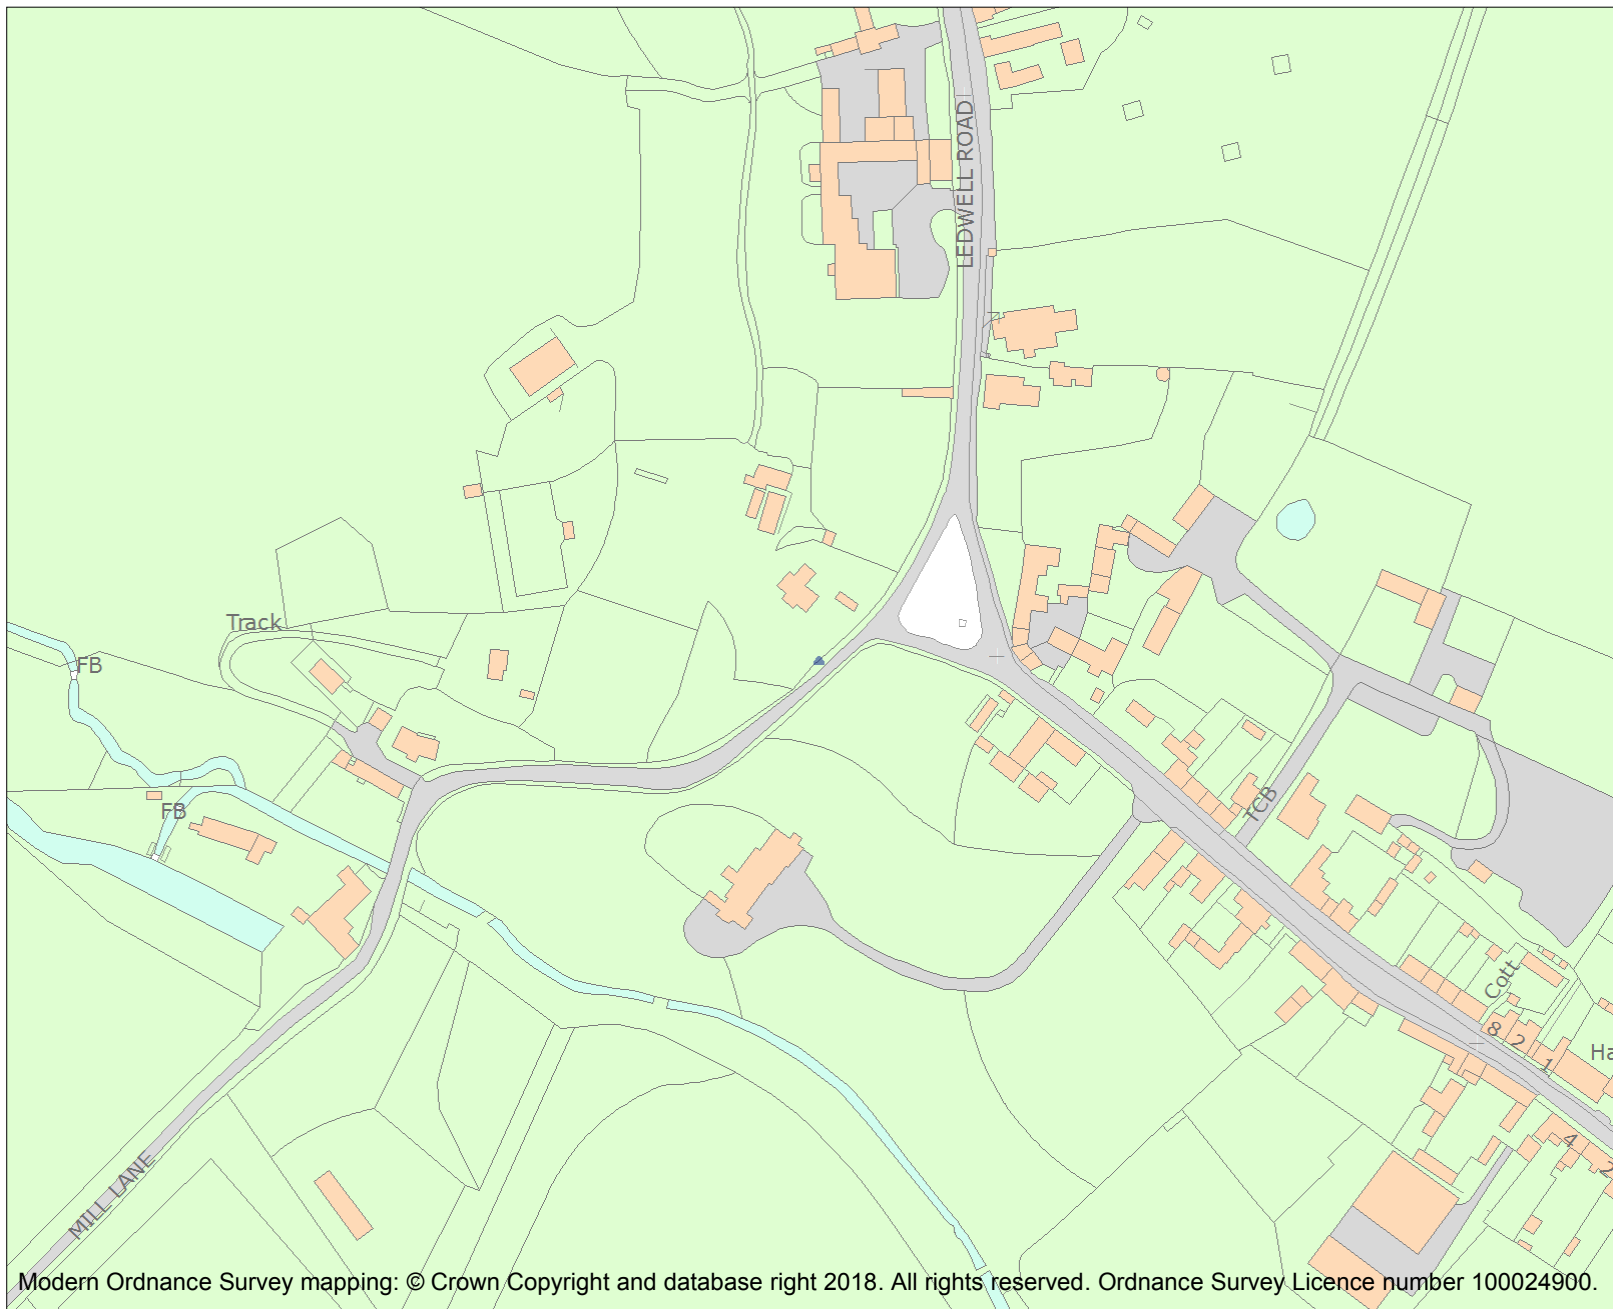 LEDWELL ROAD
Track
FB
FB
TCB
Cott
8
2
1
Ha
4
2
MILL LANE
Modern Ordnance Survey mapping: © Crown Copyright and database right 2018. All rights reserved. Ordnance Survey Licence number 100024900.